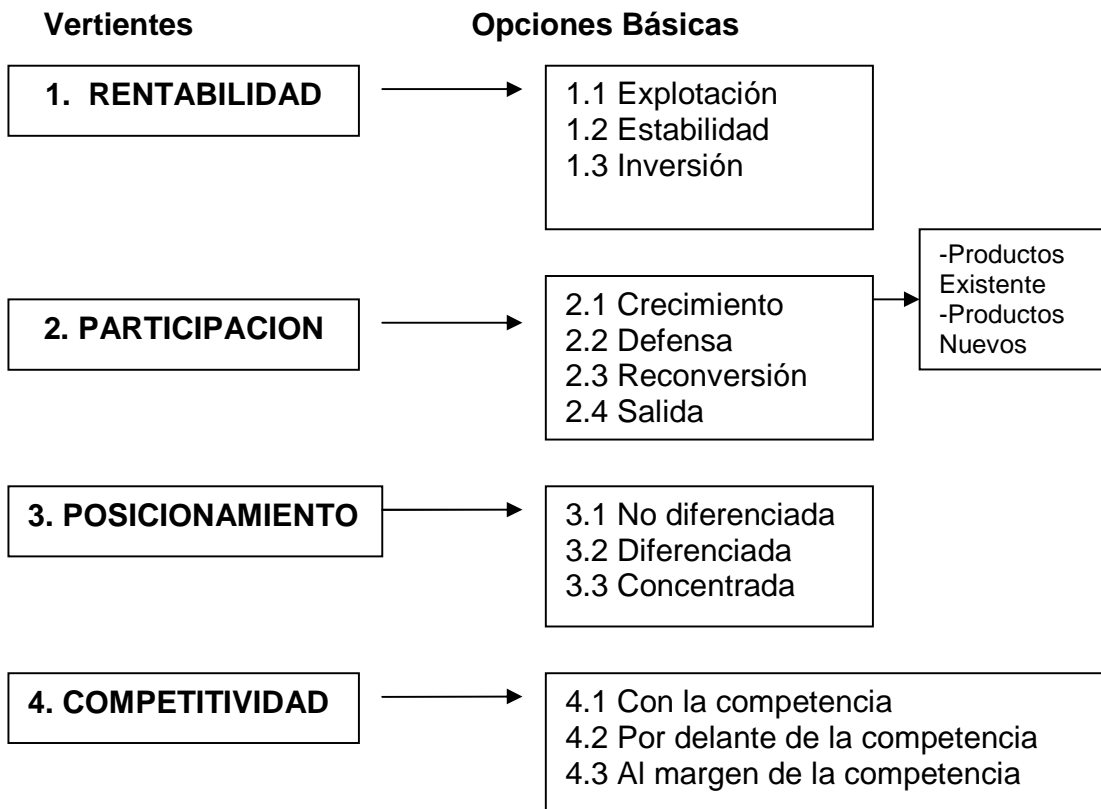 Vertientes
Opciones Básicas
1. RENTABILIDAD
1.1 Explotación
1.2 Estabilidad
1.3 Inversión
2. PARTICIPACION
2.1 Crecimiento
2.2 Defensa
2.3 Reconversión
2.4 Salida
-Productos
Existente
-Productos
Nuevos
3. POSICIONAMIENTO
3.1 No diferenciada
3.2 Diferenciada
3.3 Concentrada
4. COMPETITIVIDAD
4.1 Con la competencia
4.2 Por delante de la competencia
4.3 Al margen de la competencia